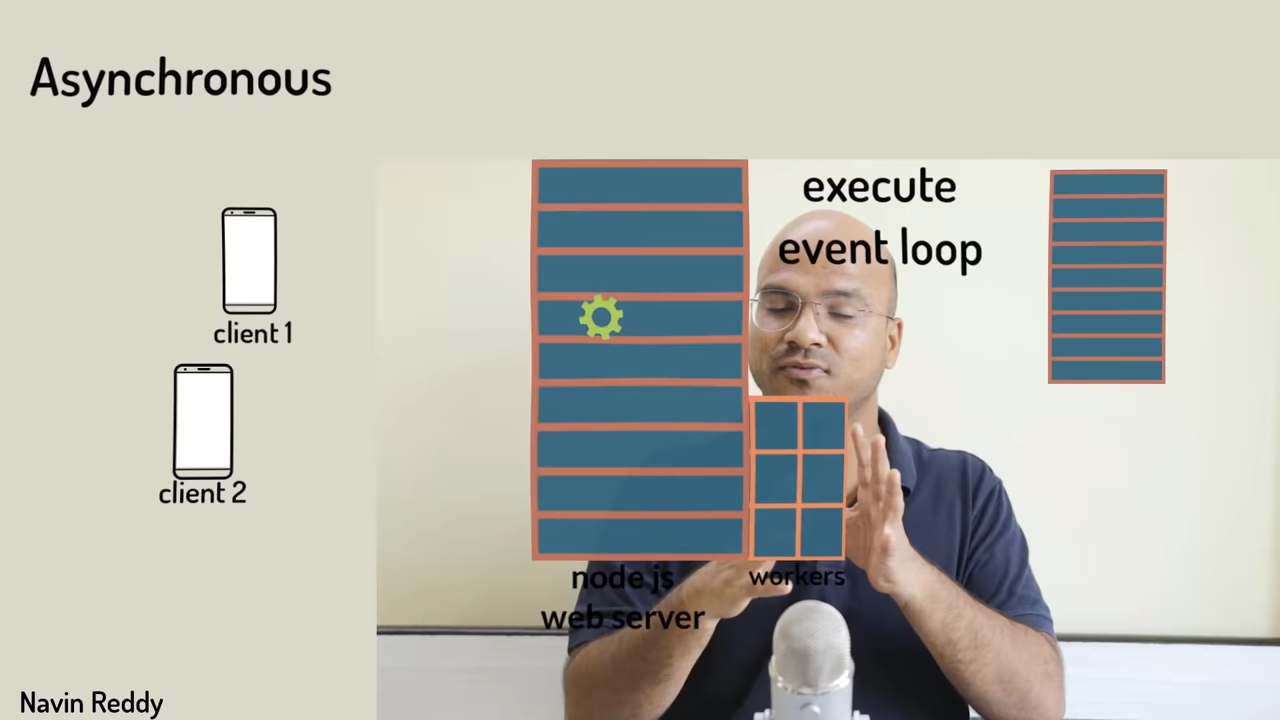 Asynchronous
execute
event loop
client 1
client 2
node js
web server
workers
Navin Reddy